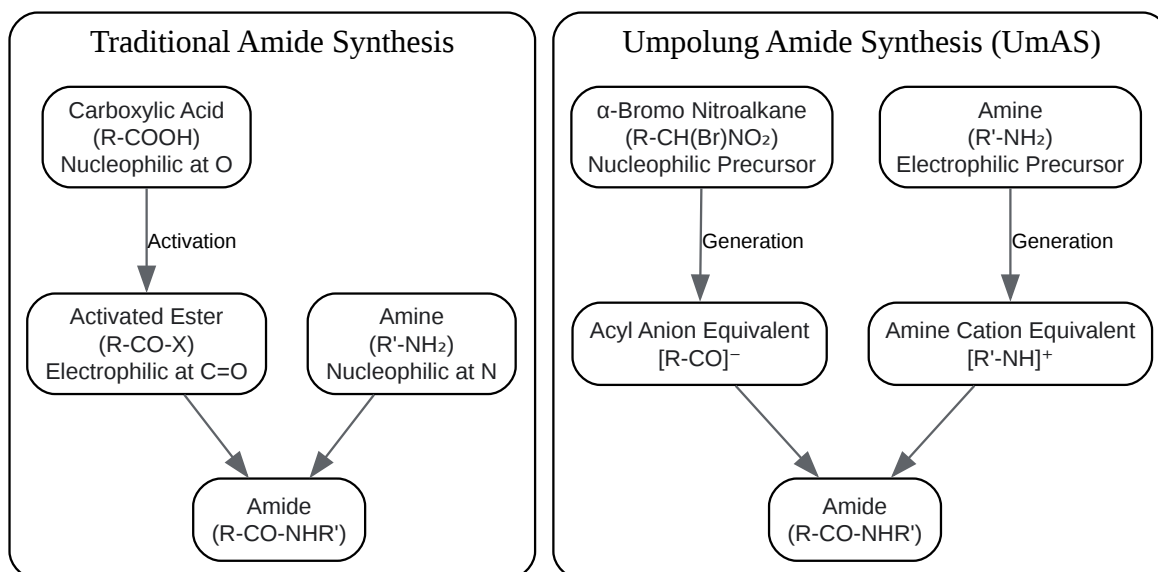 Traditional Amide Synthesis
Carboxylic Acid
(R-COOH)
Nucleophilic at O
Activation
Activated Ester
(R-CO-X)
Electrophilic at C=O
Amine
(R'-NH₂)
Nucleophilic at N
Amide
(R-CO-NHR')
Umpolung Amide Synthesis (UmAS)
α-Bromo Nitroalkane
(R-CH(Br)NO₂)
Nucleophilic Precursor
Amine
(R'-NH₂)
Electrophilic Precursor
Generation
Generation
Acyl Anion Equivalent
[R-CO]⁻
Amine Cation Equivalent
[R'-NH]⁺
Amide
(R-CO-NHR')